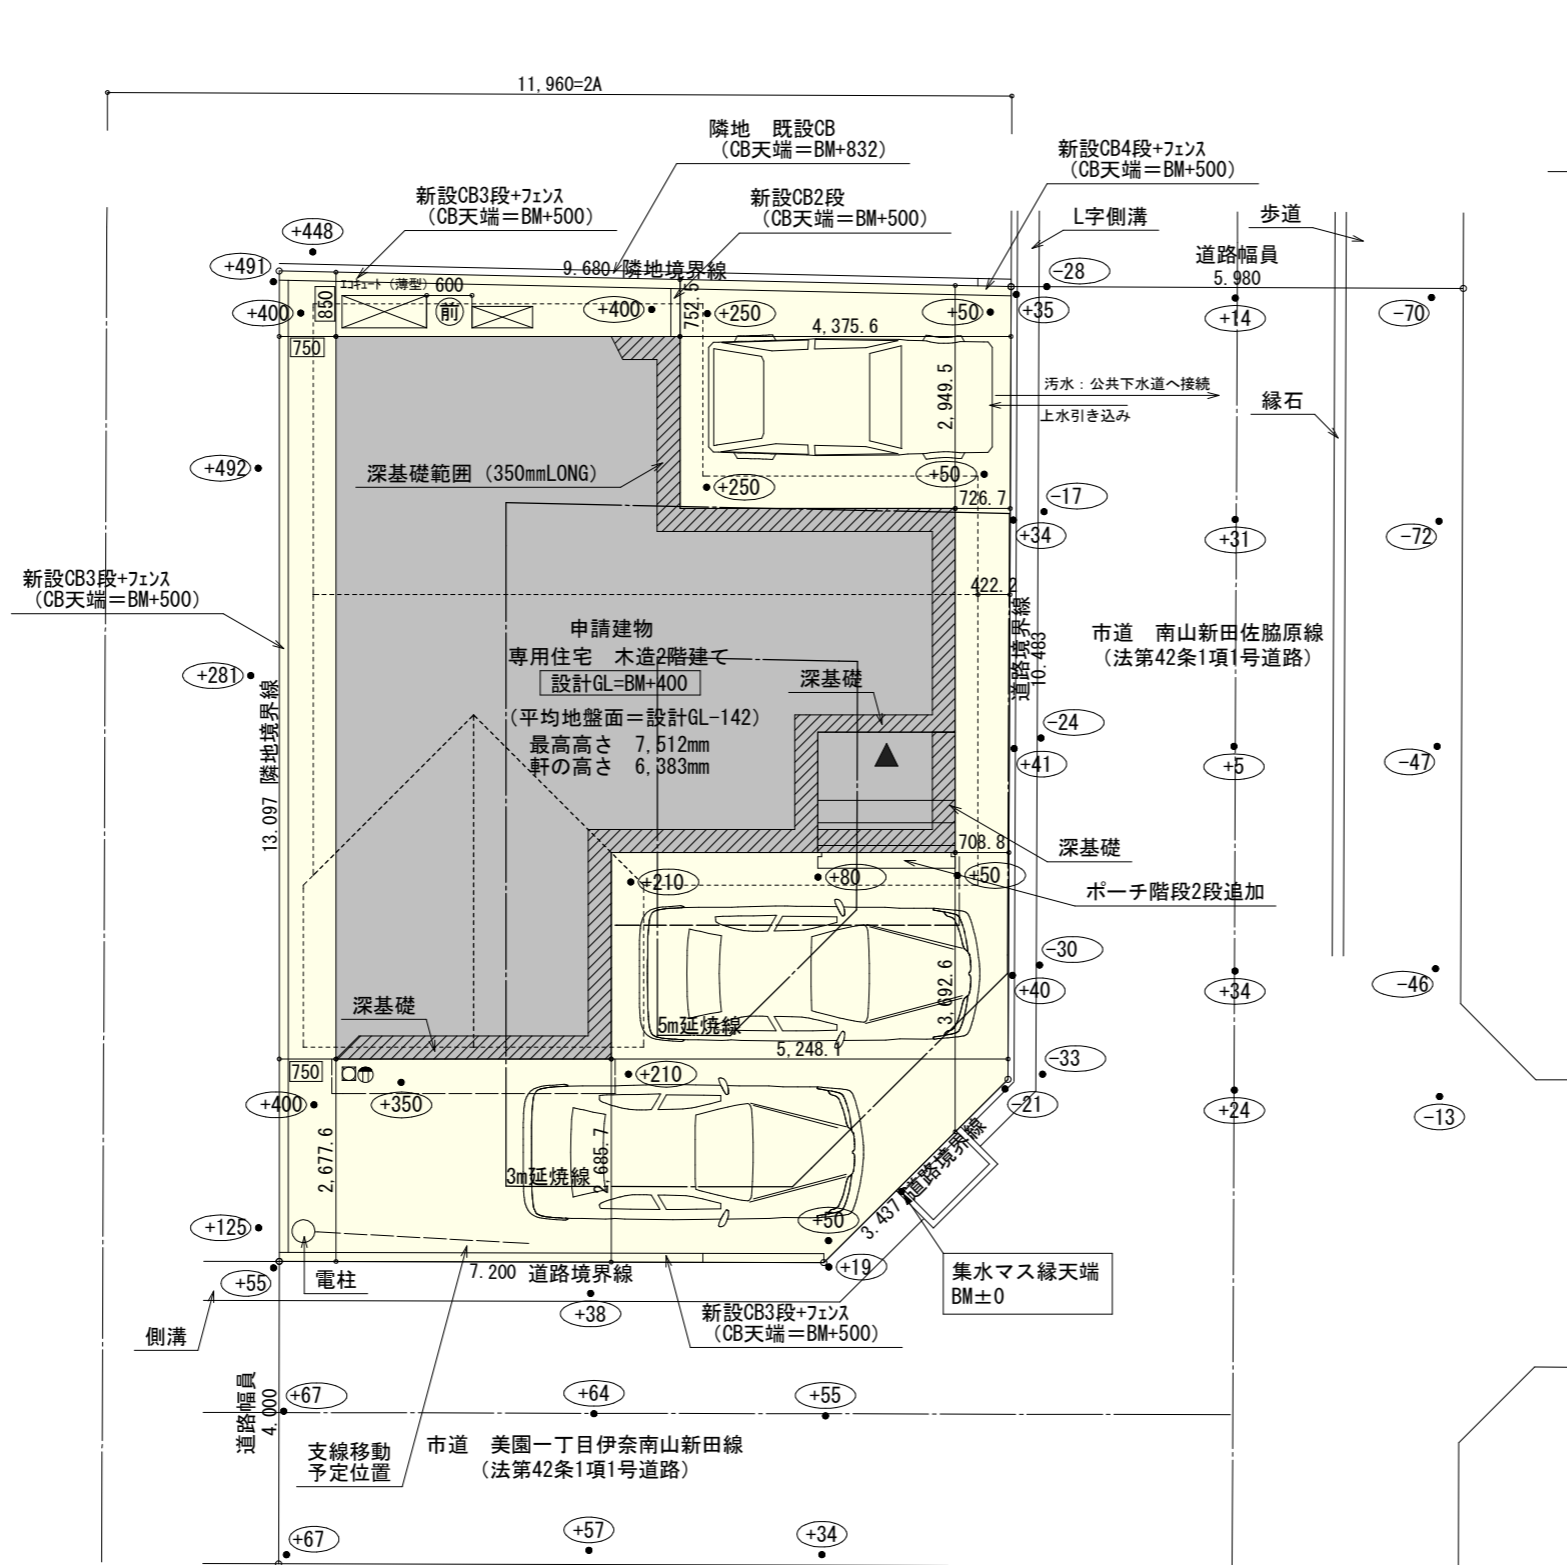 11,960=2A
隣地　既設CB
（CB天端＝BM+832）
新設CB4段+フェンス
（CB天端＝BM+500）
新設CB3段+フェンス
（CB天端＝BM+500）
新設CB2段
（CB天端＝BM+500）
L字側溝
歩道
道路幅員
5.980
+448
+491
9.680 隣地境界線
-28
エコキュート（薄型）
600
850
前
+400
+400
752.5
+250
+50
+35
+14
-70
4,375.6
750
2,949.5
汚水：公共下水道へ接続
上水引き込み
縁石
+492
深基礎範囲（350mmLONG）
+250
+50
726.7
-17
+34
+31
-72
新設CB3段+フェンス
（CB天端＝BM+500）
422.2
道路境界線
10.483
申請建物
専用住宅　木造2階建て
設計GL=BM+400
（平均地盤面＝設計GL-142）
最高高さ　7,512mm
軒の高さ　6,383mm
深基礎
市道　南山新田佐脇原線
（法第42条1項1号道路）
+281
13.097 隣地境界線
-24
+41
+5
-47
708.8
深基礎
+210
+80
+50
ポーチ階段2段追加
-30
+40
+34
-46
3,692.6
深基礎
5m延焼線
5,248.1
750
-33
+400
+350
+210
-21
+24
-13
2,677.6
2,685.7
3m延焼線
道路境界線
3.437
+125
+50
電柱
+55
7.200 道路境界線
+19
集水マス縁天端
BM±0
+38
新設CB3段+フェンス
（CB天端＝BM+500）
側溝
道路幅員
4.000
+67
+64
+55
支線移動
予定位置
市道　美園一丁目伊奈南山新田線
（法第42条1項1号道路）
+67
+57
+34